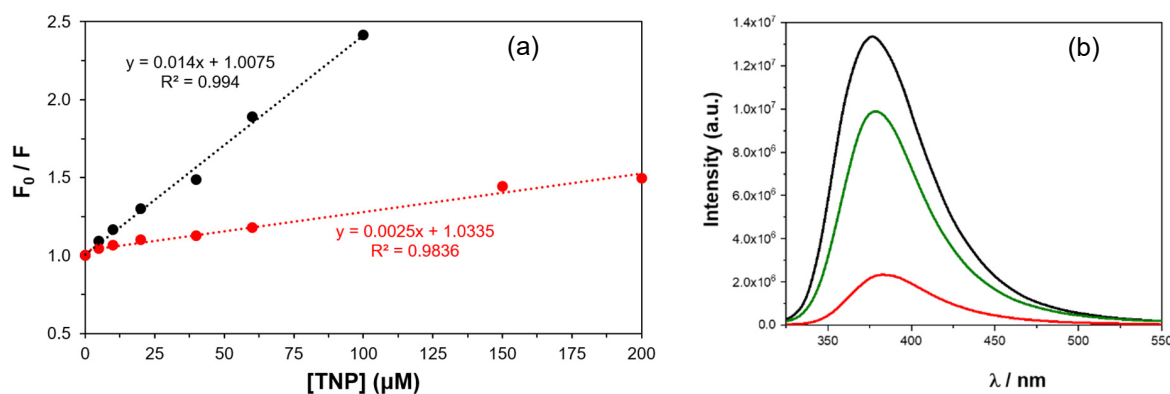 (a)
y = 0.014x + 1.0075
R² = 0.994
y = 0.0025x + 1.0335
R² = 0.9836
F₀ / F
2.5
2.0
1.5
1.0
0.5
0 25 50 75 100 125 150 175 200
[TNP] (µM)
(b)
Intensity (a.u.)
1.4x10⁷
1.2x10⁷
1.0x10⁷
8.0x10⁶
6.0x10⁶
4.0x10⁶
2.0x10⁶
0.0
350 400 450 500 550
λ / nm